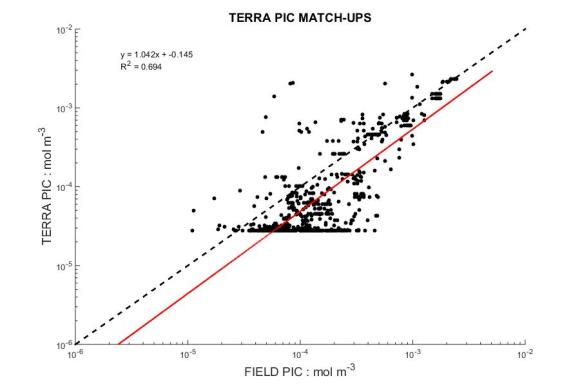 TERRA PIC MATCH-UPS
y = 1.042x + -0.145
R² = 0.694
10⁻²
10⁻³
10⁻⁴
10⁻⁵
10⁻⁶
TERRA PIC : mol m⁻³
10⁻⁶ 10⁻⁵ 10⁻⁴ 10⁻³ 10⁻²
FIELD PIC : mol m⁻³